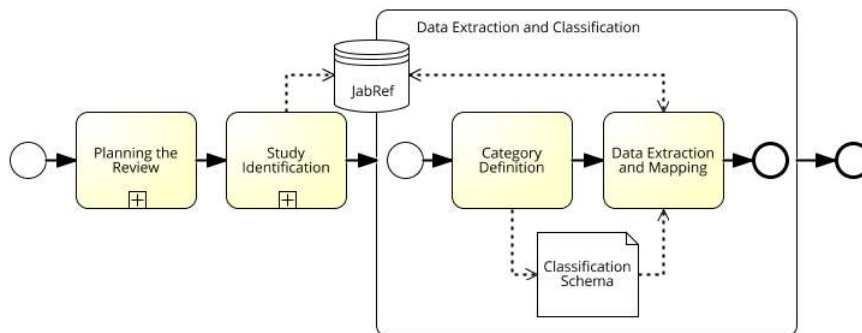 Data Extraction and Classification
JabRef
Planning the
Review
Study
Identification
Category
Definition
Data Extraction
and Mapping
Classification
Schema